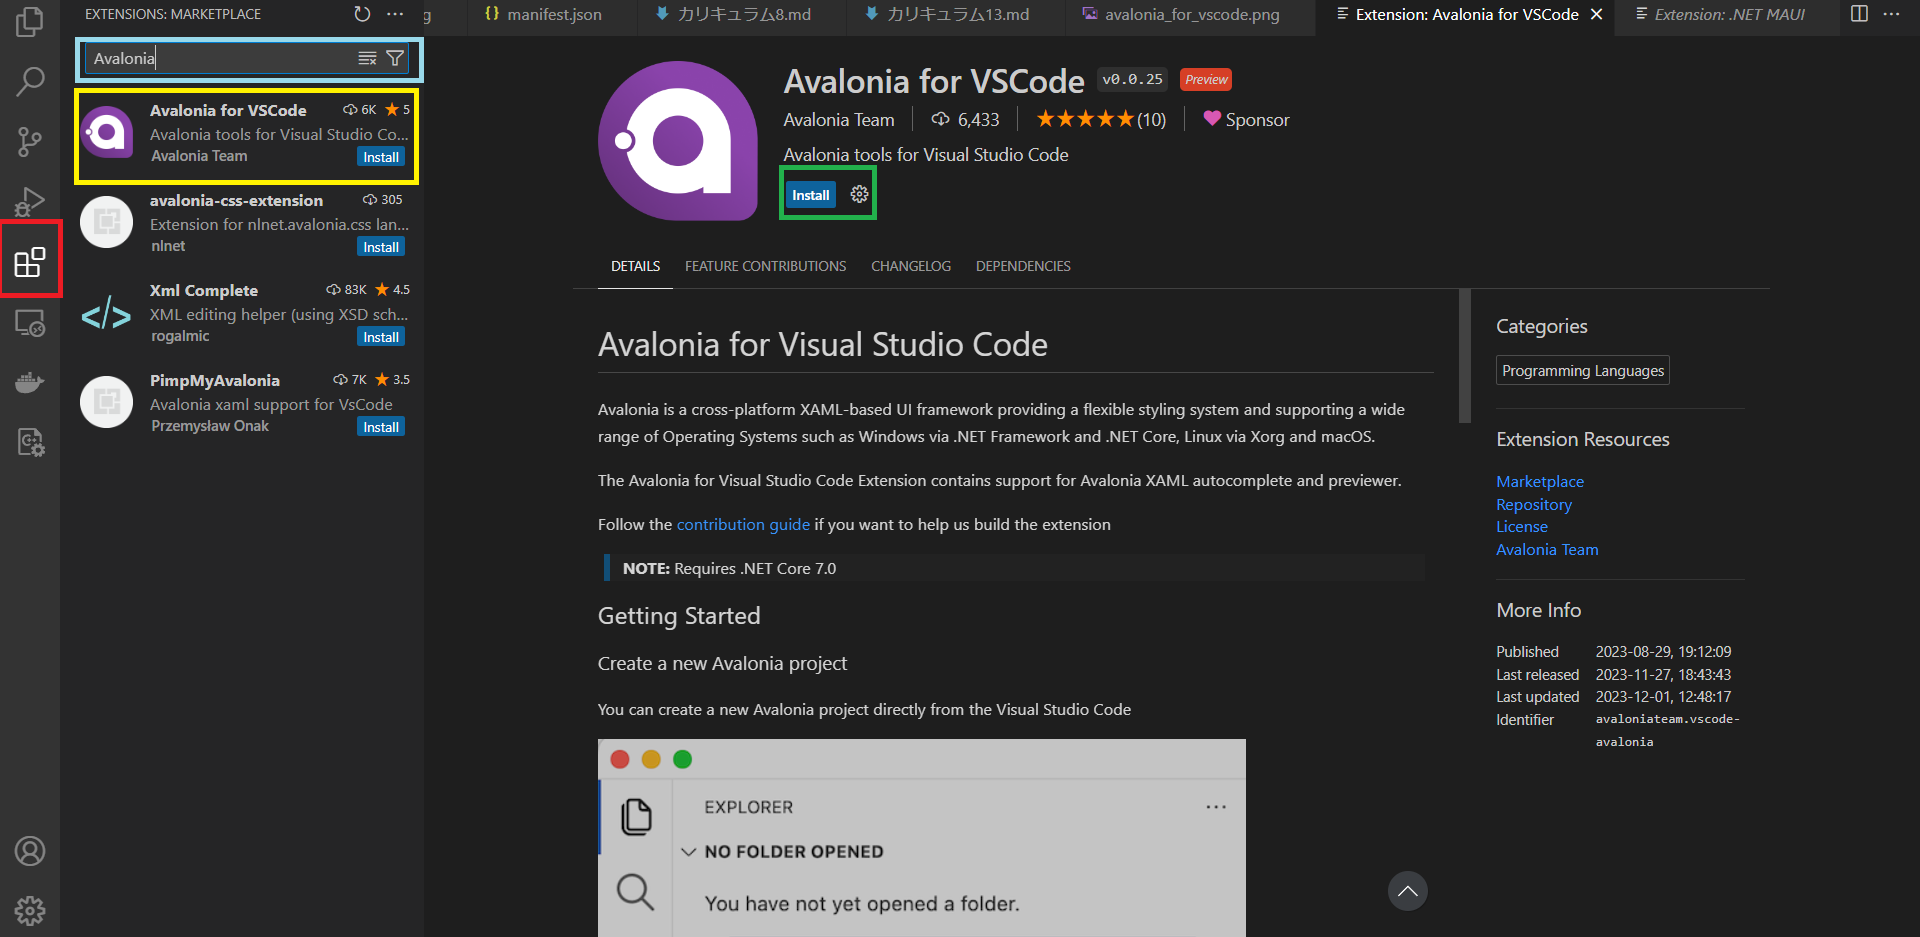 EXTENSIONS: MARKETPLACE
g
manifest.json
カリキュラム8.md
カリキュラム13.md
avalonia_for_vscode.png
Extension: Avalonia for VSCode
Extension: .NET MAUI
Avalonia
Avalonia for VSCode 6K 5
Avalonia tools for Visual Studio Co...
Avalonia Team Install
avalonia-css-extension 305
Extension for nlnet.avalonia.css lan...
nlnet Install
Xml Complete 83K 4.5
XML editing helper (using XSD sch...
rogalmic Install
PimpMyAvalonia 7K 3.5
Avalonia xaml support for VsCode
Przemysław Onak Install
Avalonia for VSCode v0.0.25 Preview
Avalonia Team 6,433 (10) Sponsor
Avalonia tools for Visual Studio Code
Install
DETAILS FEATURE CONTRIBUTIONS CHANGELOG DEPENDENCIES
Avalonia for Visual Studio Code
Avalonia is a cross-platform XAML-based UI framework providing a flexible styling system and supporting a wide
range of Operating Systems such as Windows via .NET Framework and .NET Core, Linux via Xorg and macOS.
The Avalonia for Visual Studio Code Extension contains support for Avalonia XAML autocomplete and previewer.
Follow the contribution guide if you want to help us build the extension
NOTE: Requires .NET Core 7.0
Getting Started
Create a new Avalonia project
You can create a new Avalonia project directly from the Visual Studio Code
EXPLORER
NO FOLDER OPENED
You have not yet opened a folder.
Categories
Programming Languages
Extension Resources
Marketplace
Repository
License
Avalonia Team
More Info
Published 2023-08-29, 19:12:09
Last released 2023-11-27, 18:43:43
Last updated 2023-12-01, 12:48:17
Identifier avaloniateam.vscode-
avalonia